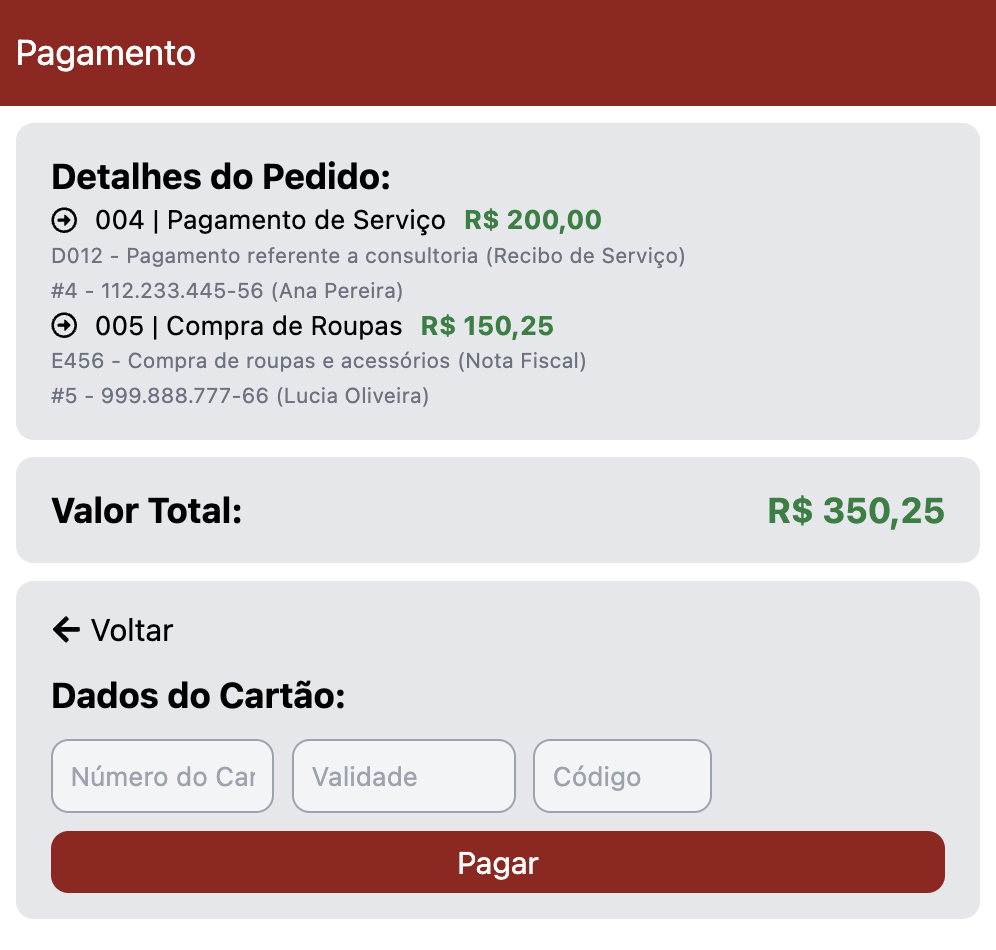 Pagamento
Detalhes do Pedido:
004 | Pagamento de Serviço R$ 200,00
D012 - Pagamento referente a consultoria (Recibo de Serviço)
#4 - 112.233.445-56 (Ana Pereira)
005 | Compra de Roupas R$ 150,25
E456 - Compra de roupas e acessórios (Nota Fiscal)
#5 - 999.888.777-66 (Lucia Oliveira)
Valor Total: R$ 350,25
Voltar
Dados do Cartão:
Número do Car Validade Código
Pagar